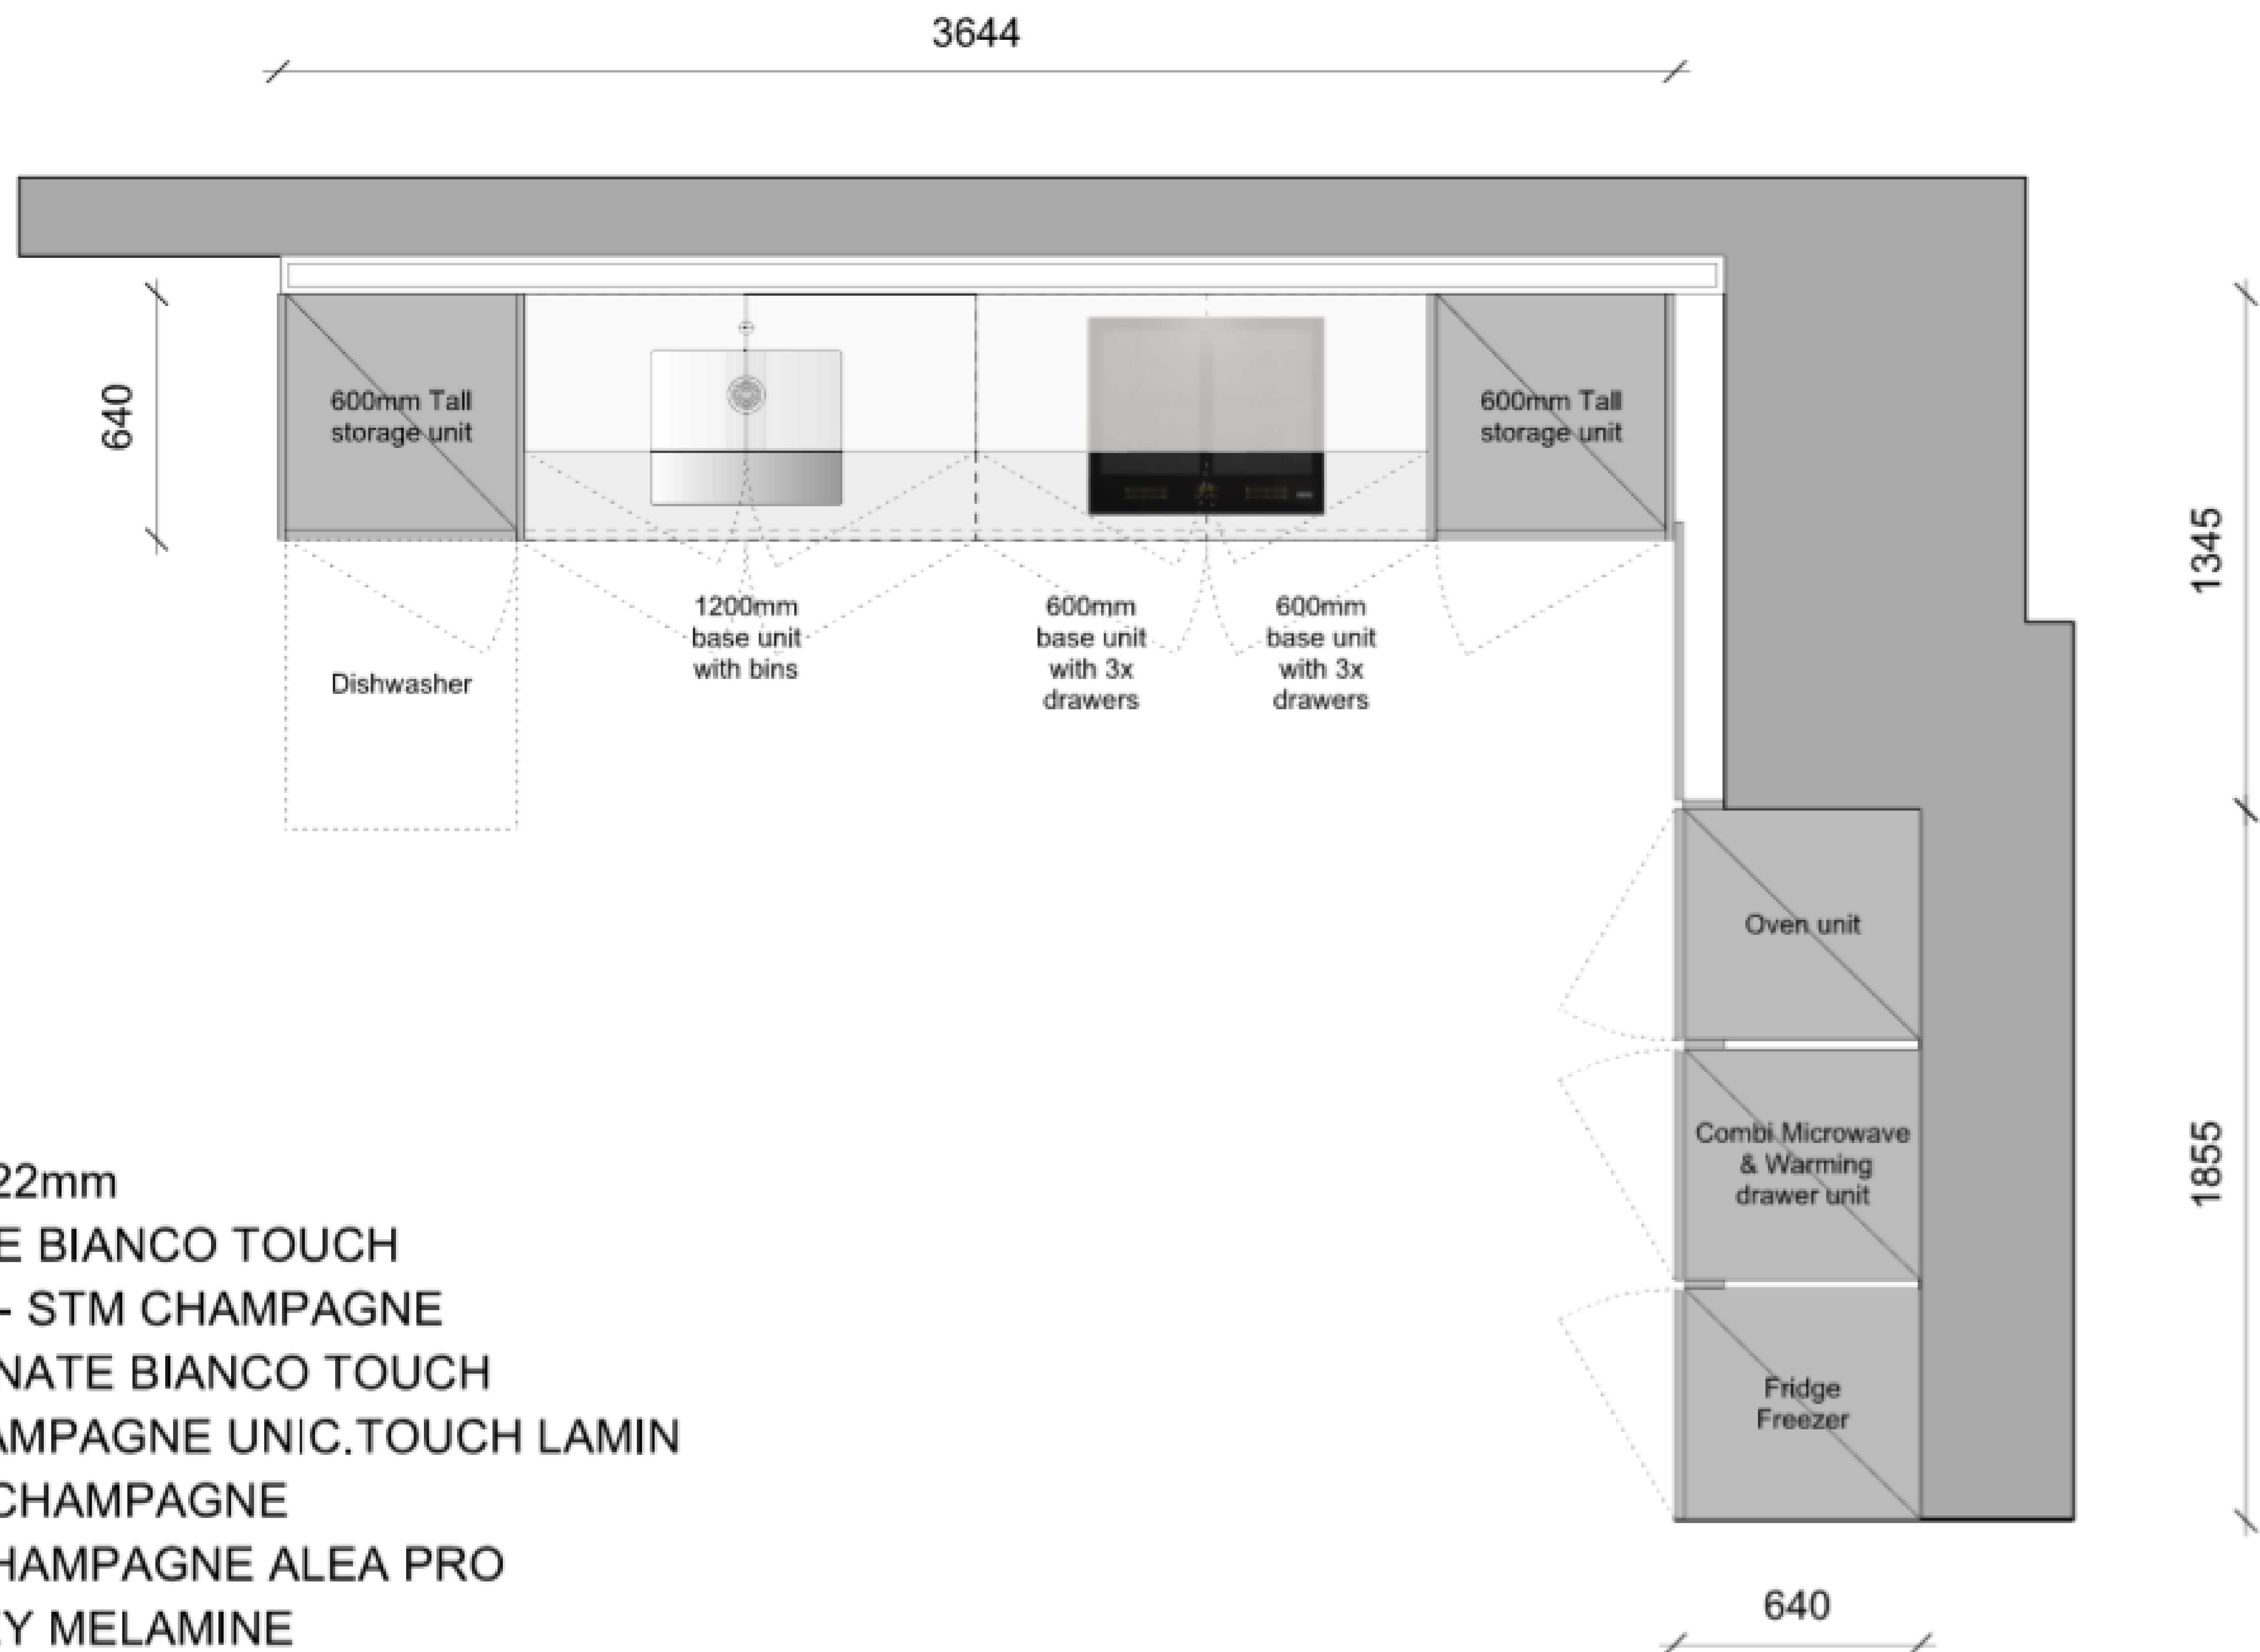 3644
640
600mm Tall
storage unit
600mm Tall
storage unit
1345
1200mm
base unit
with bins
600mm
base unit
with 3x
drawers
600mm
base unit
with 3x
drawers
Dishwasher
Oven unit
Combi Microwave
& Warming
drawer unit
1855
Fridge
Freezer
640
22mm
E BIANCO TOUCH
- STM CHAMPAGNE
NATE BIANCO TOUCH
AMPAGNE UNIC.TOUCH LAMIN
CHAMPAGNE
HAMPAGNE ALEA PRO
EY MELAMINE